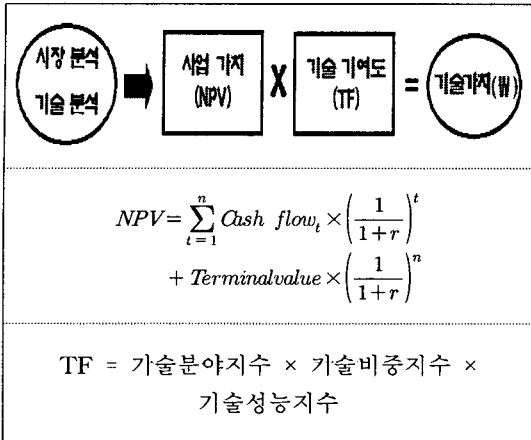 시장 분석
기술 분석
사업 가치
(NPV)
X
기술 기여도
(TF)
=
기술가치(₩)
NPV = \sum_{t=1}^{n} Cash flow_t × (1/(1+r))^t
+ Terminalvalue × (1/(1+r))^n
TF = 기술분야지수 × 기술비중지수 ×
기술성능지수